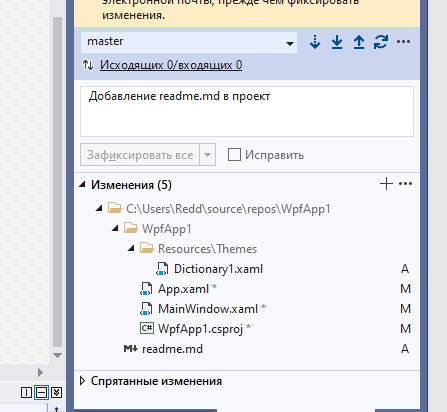 электронной почты, прежде чем фиксировать
изменения.
master
Исходящих 0/входящих 0
Добавление readme.md в проект
Зафиксировать все
Исправить
Изменения (5)
C:\Users\Redd\source\repos\WpfApp1
WpfApp1
Resources\Themes
Dictionary1.xaml A
App.xaml * M
MainWindow.xaml * M
C# WpfApp1.csproj * M
M↓ readme.md A
Спрятанные изменения